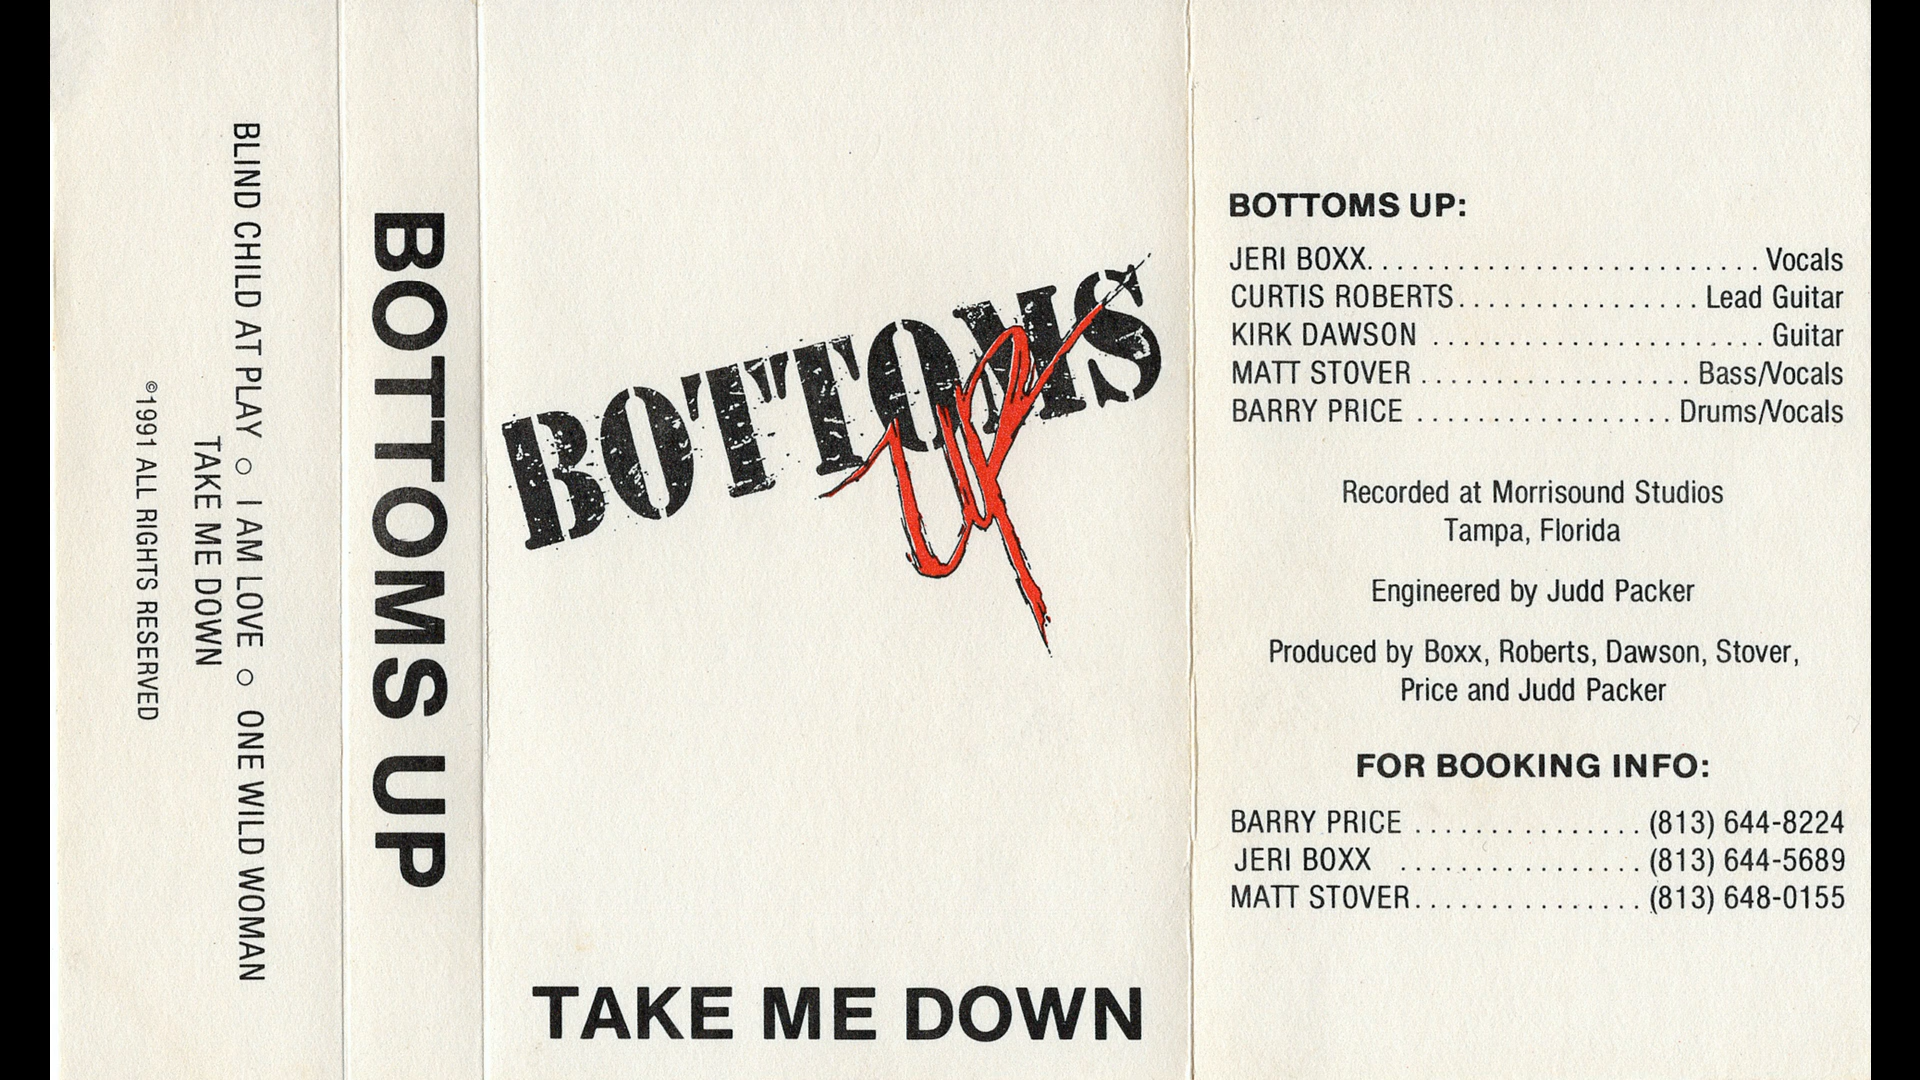 BLIND CHILD AT PLAY ○ I AM LOVE ○ ONE WILD WOMAN
TAKE ME DOWN
©1991 ALL RIGHTS RESERVED
BOTTOMS UP
BOTTOMS
UP
TAKE ME DOWN
BOTTOMS UP:
JERI BOXX. . . . . . . . . . . . . . . . . . . . . . . . . . Vocals
CURTIS ROBERTS. . . . . . . . . . . . . . . . Lead Guitar
KIRK DAWSON . . . . . . . . . . . . . . . . . . . . . . Guitar
MATT STOVER . . . . . . . . . . . . . . . . . . Bass/Vocals
BARRY PRICE . . . . . . . . . . . . . . . . . Drums/Vocals
Recorded at Morrisound Studios
Tampa, Florida
Engineered by Judd Packer
Produced by Boxx, Roberts, Dawson, Stover,
Price and Judd Packer
FOR BOOKING INFO:
BARRY PRICE . . . . . . . . . . . . . . . (813) 644-8224
JERI BOXX . . . . . . . . . . . . . . . . (813) 644-5689
MATT STOVER. . . . . . . . . . . . . . . (813) 648-0155